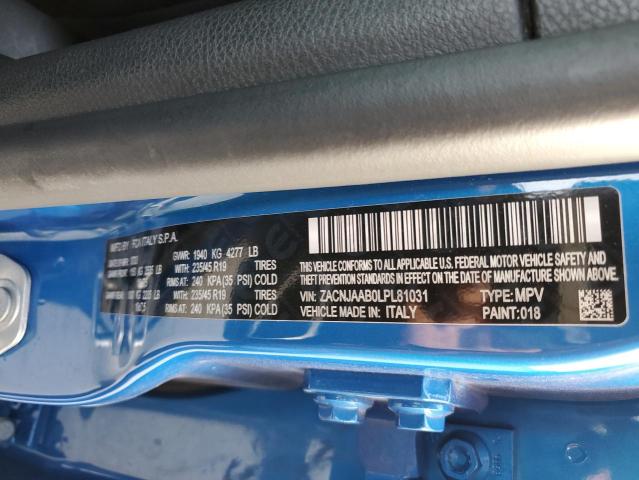 MFD BY: FCA ITALY S.P.A.
GVWR: 1940 KG 4277 LB
WITH 235/45 R19 TIRES
RIMS AT: 240 KPA (35 PSI) COLD
WITH 235/45 R19 TIRES
RIMS AT: 240 KPA (35 PSI) COLD
THIS VEHICLE CONFORMS TO ALL APPLICABLE U.S. FEDERAL MOTOR VEHICLE SAFETY, BUMPER, AND
THEFT PREVENTION STANDARDS IN EFFECT ON THE DATE OF MANUFACTURE SHOWN ABOVE.
VIN: ZACNJAAB0LPL81031 TYPE: MPV
VEHICLE MADE IN: ITALY PAINT: 018